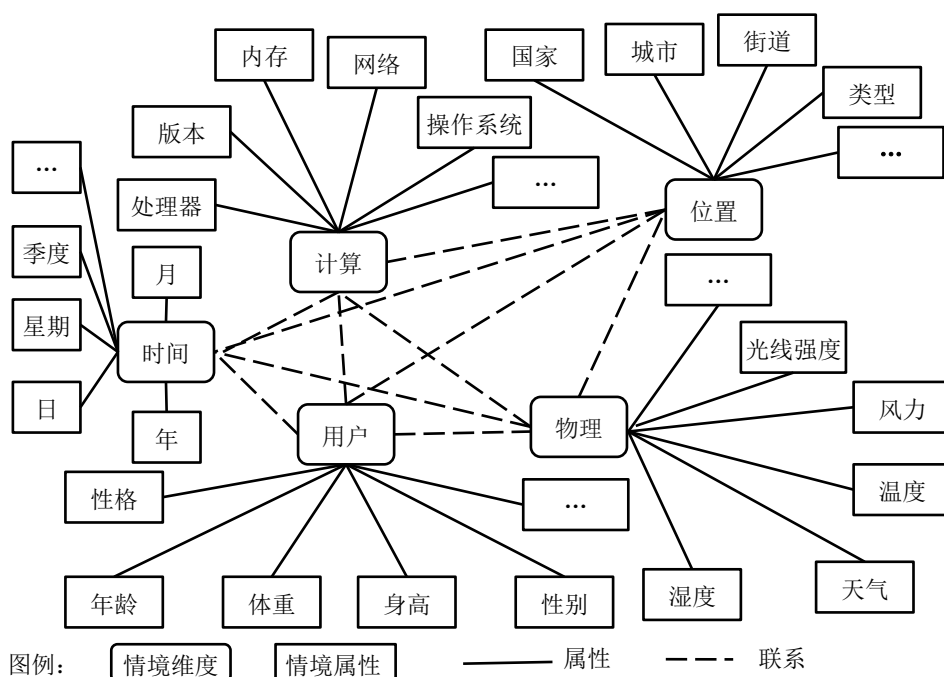 内存
网络
国家
城市
街道
类型
版本
操作系统
…
…
…
处理器
位置
季度
月
计算
…
星期
时间
光线强度
日
年
用户
物理
风力
性格
…
温度
年龄
体重
身高
性别
湿度
天气
图例： 情境维度 情境属性 属性 联系